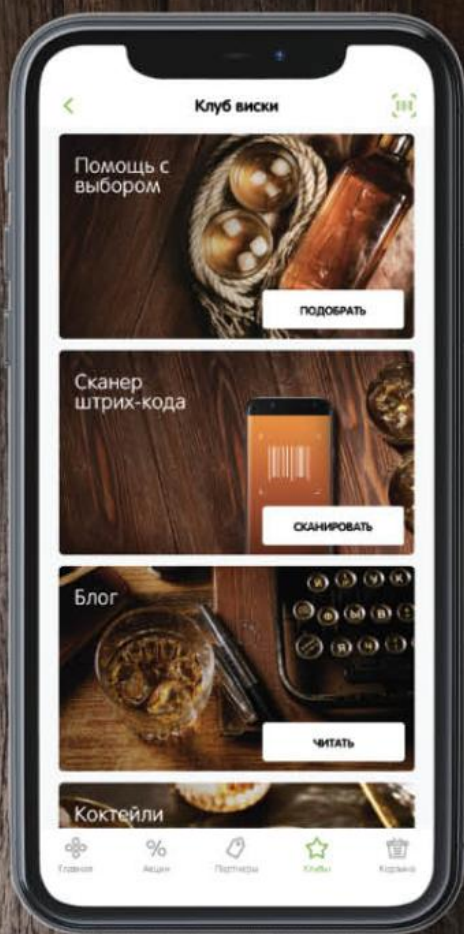 Клуб виски
Помощь с
выбором
ПОДОБРАТЬ
Сканер
штрих-кода
СКАНИРОВАТЬ
Блог
ЧИТАТЬ
Коктейли
Главная
Акции
Партнеры
Клубы
Корзина